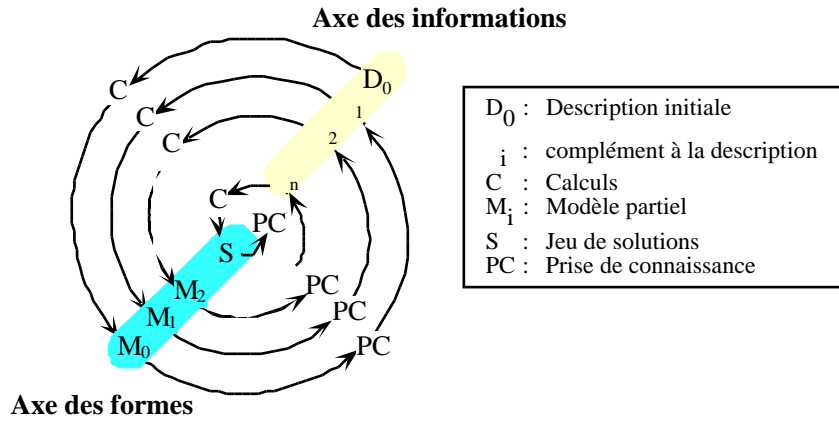 Axe des informations
D0
1
2
n
C
C
C
C
PC
S
M2
M1
M0
PC
PC
PC
Axe des formes
D0 : Description initiale
i : complément à la description
C : Calculs
Mi : Modèle partiel
S : Jeu de solutions
PC : Prise de connaissance